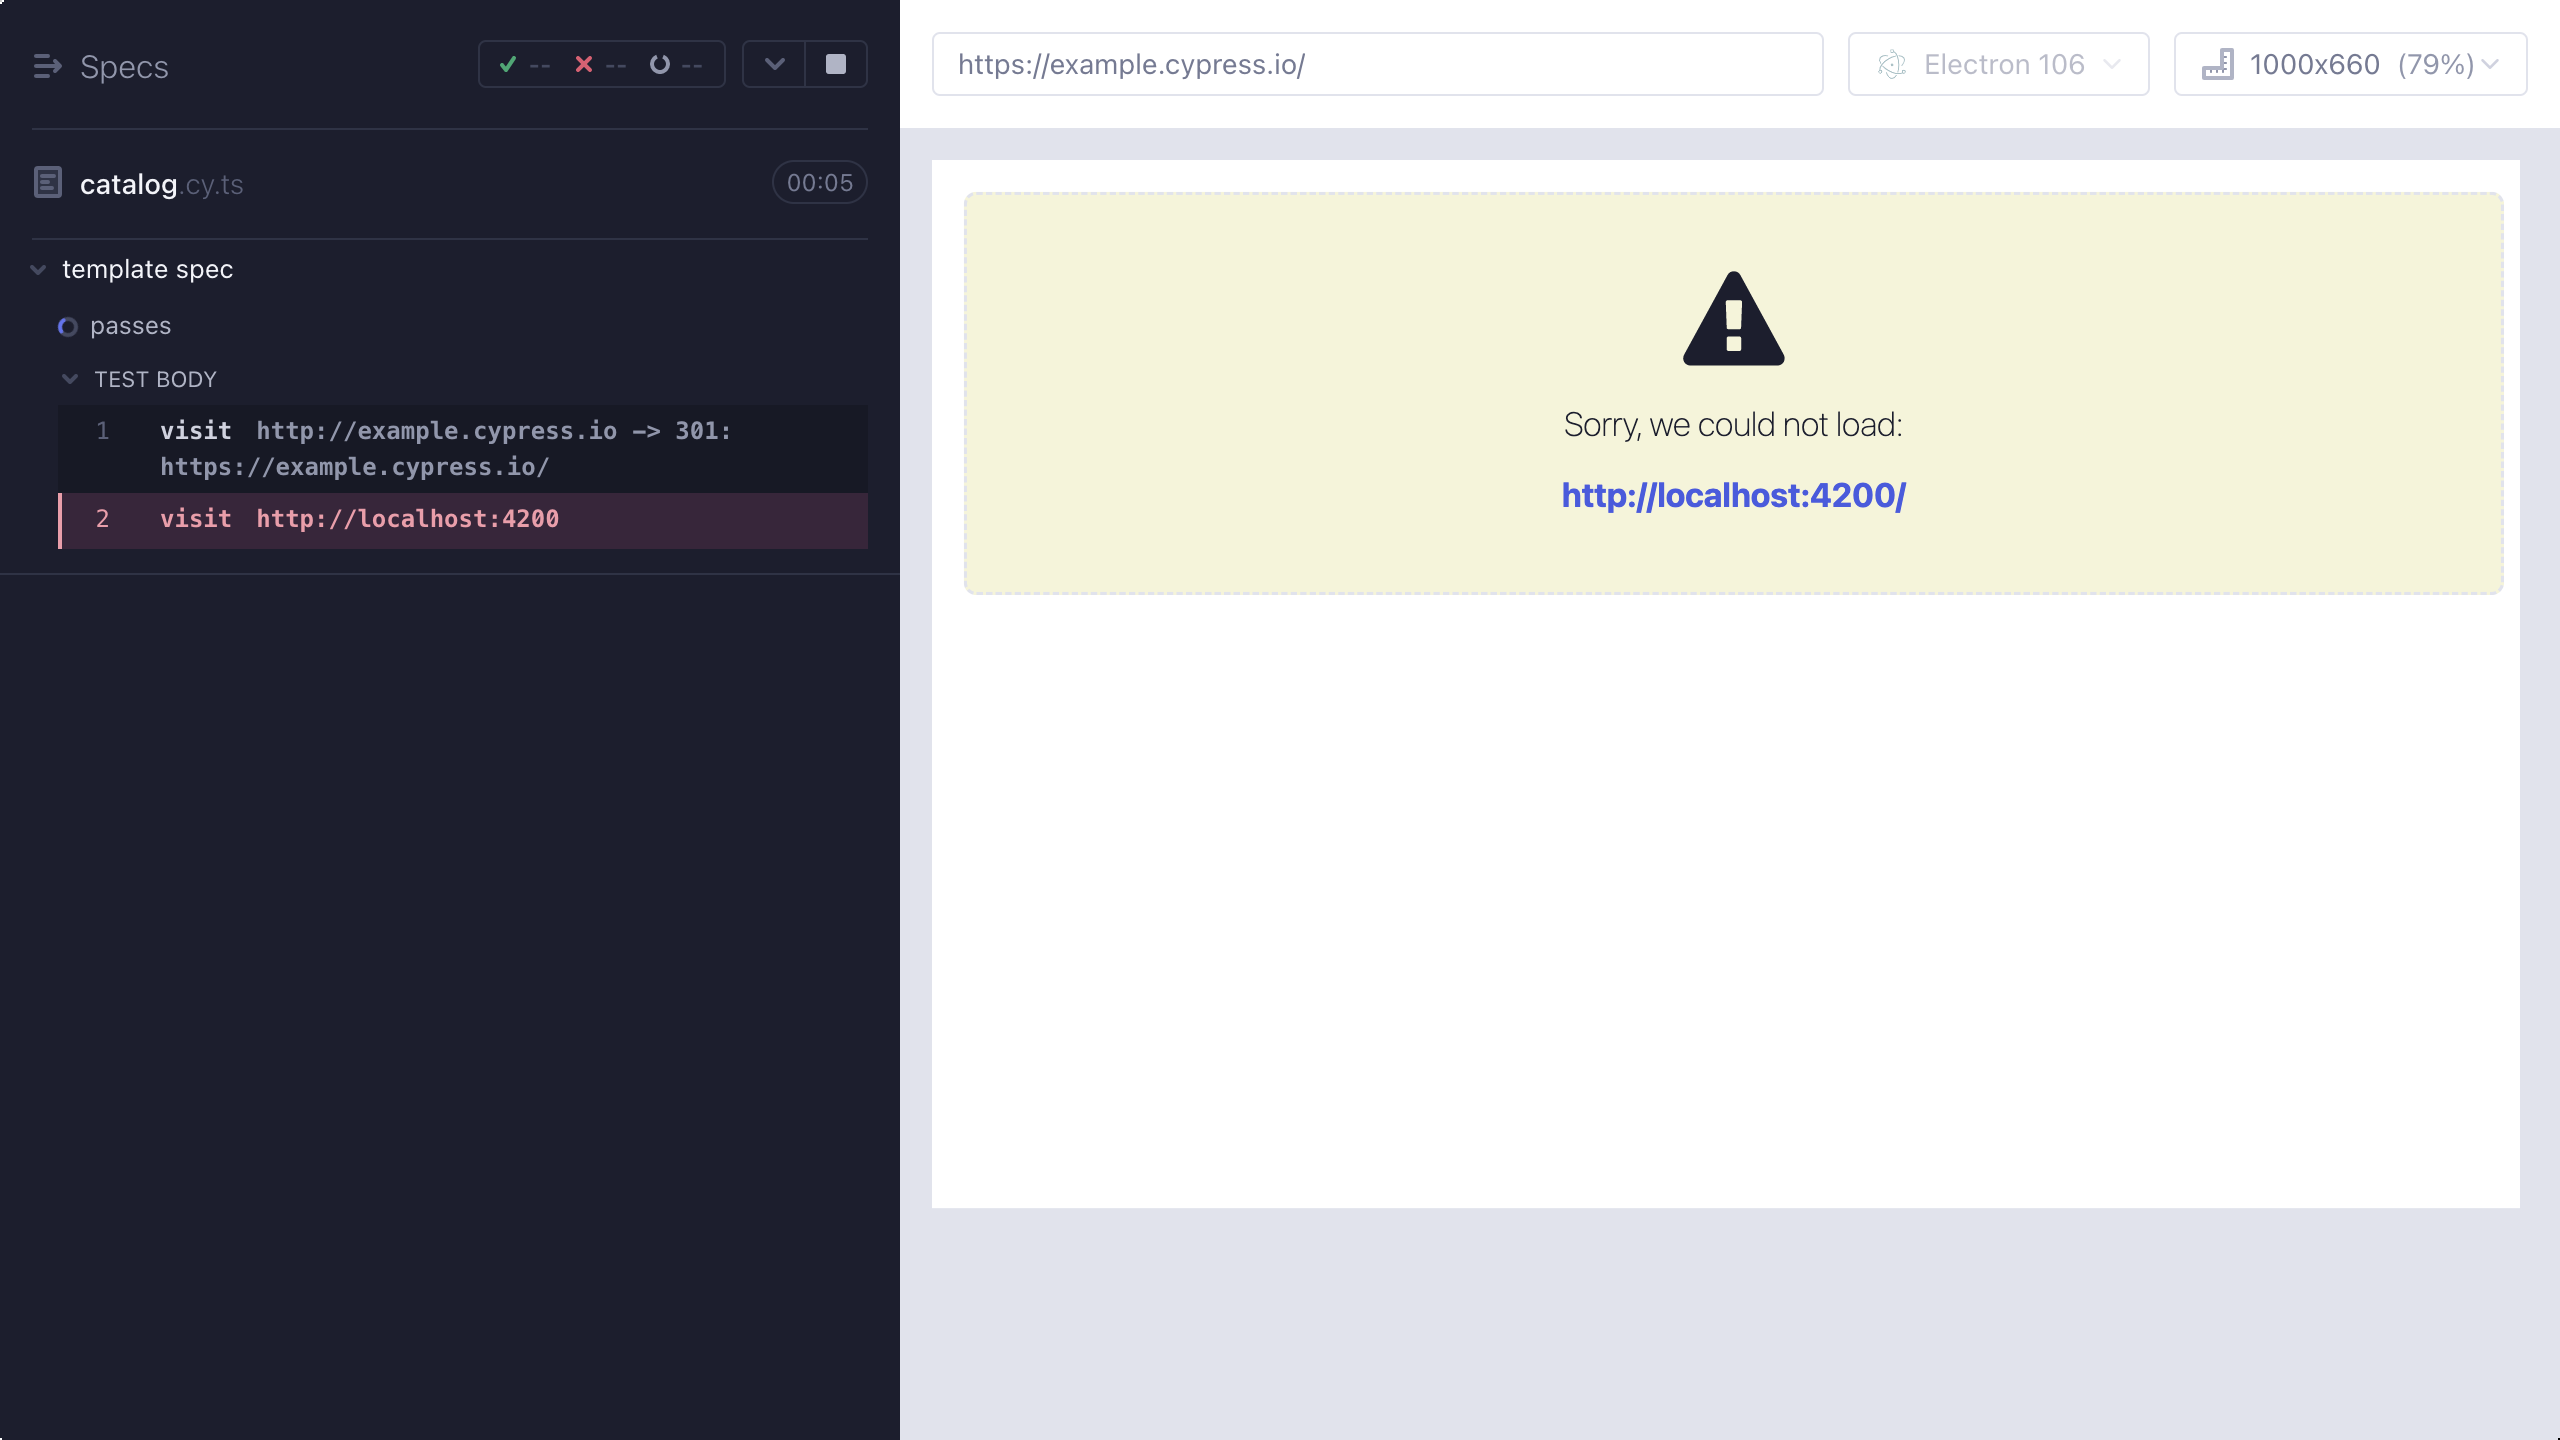 Specs
-- -- --
catalog.cy.ts
00:05
template spec
passes
TEST BODY
1 visit http://example.cypress.io -> 301:
https://example.cypress.io/
2 visit http://localhost:4200
https://example.cypress.io/
Electron 106
1000x660 (79%)
Sorry, we could not load:
http://localhost:4200/